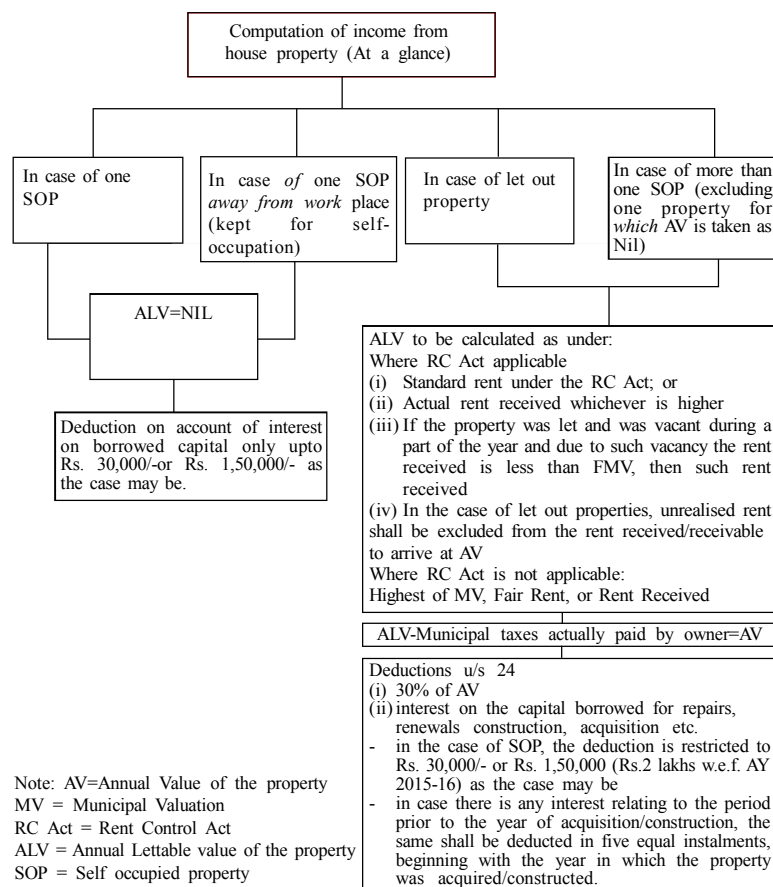 Computation of income from
house property (At a glance)
In case of one
SOP
In case of one SOP
away from work place
(kept for self-
occupation)
In case of let out
property
In case of more than
one SOP (excluding
one property for
which AV is taken as
Nil)
ALV=NIL
Deduction on account of interest
on borrowed capital only upto
Rs. 30,000/-or Rs. 1,50,000/- as
the case may be.
ALV to be calculated as under:
Where RC Act applicable
(i) Standard rent under the RC Act; or
(ii) Actual rent received whichever is higher
(iii) If the property was let and was vacant during a
part of the year and due to such vacancy the rent
received is less than FMV, then such rent
received
(iv) In the case of let out properties, unrealised rent
shall be excluded from the rent received/receivable
to arrive at AV
Where RC Act is not applicable:
Highest of MV, Fair Rent, or Rent Received
ALV-Municipal taxes actually paid by owner=AV
Deductions u/s 24
(i) 30% of AV
(ii) interest on the capital borrowed for repairs,
renewals construction, acquisition etc.
- in the case of SOP, the deduction is restricted to
Rs. 30,000/- or Rs. 1,50,000 (Rs.2 lakhs w.e.f. AY
2015-16) as the case may be
- in case there is any interest relating to the period
prior to the year of acquisition/construction, the
same shall be deducted in five equal instalments,
beginning with the year in which the property
was acquired/constructed.
Note: AV=Annual Value of the property
MV = Municipal Valuation
RC Act = Rent Control Act
ALV = Annual Lettable value of the property
SOP = Self occupied property